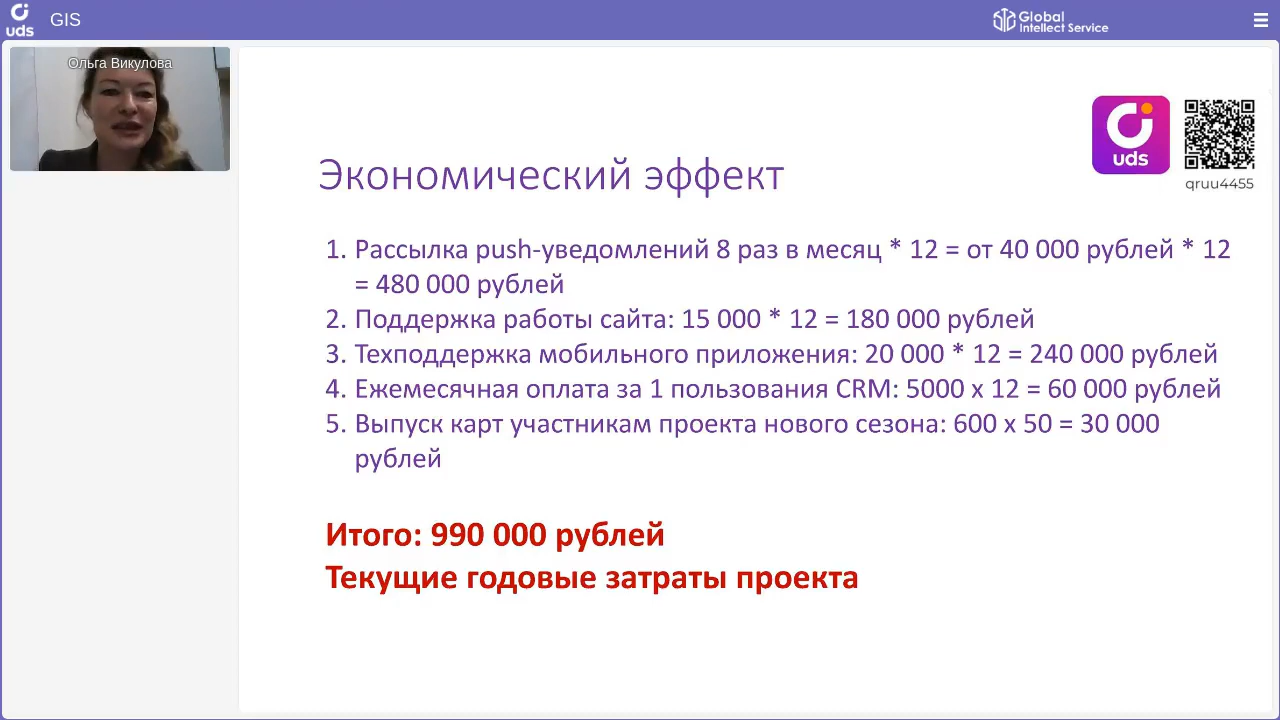 uds
GIS
Global
Intellect Service
Ольга Викулова
uds
qruu4455
Экономический эффект
1. Рассылка push-уведомлений 8 раз в месяц * 12 = от 40 000 рублей * 12
= 480 000 рублей
2. Поддержка работы сайта: 15 000 * 12 = 180 000 рублей
3. Техподдержка мобильного приложения: 20 000 * 12 = 240 000 рублей
4. Ежемесячная оплата за 1 пользования CRM: 5000 х 12 = 60 000 рублей
5. Выпуск карт участникам проекта нового сезона: 600 х 50 = 30 000
рублей
Итого: 990 000 рублей
Текущие годовые затраты проекта